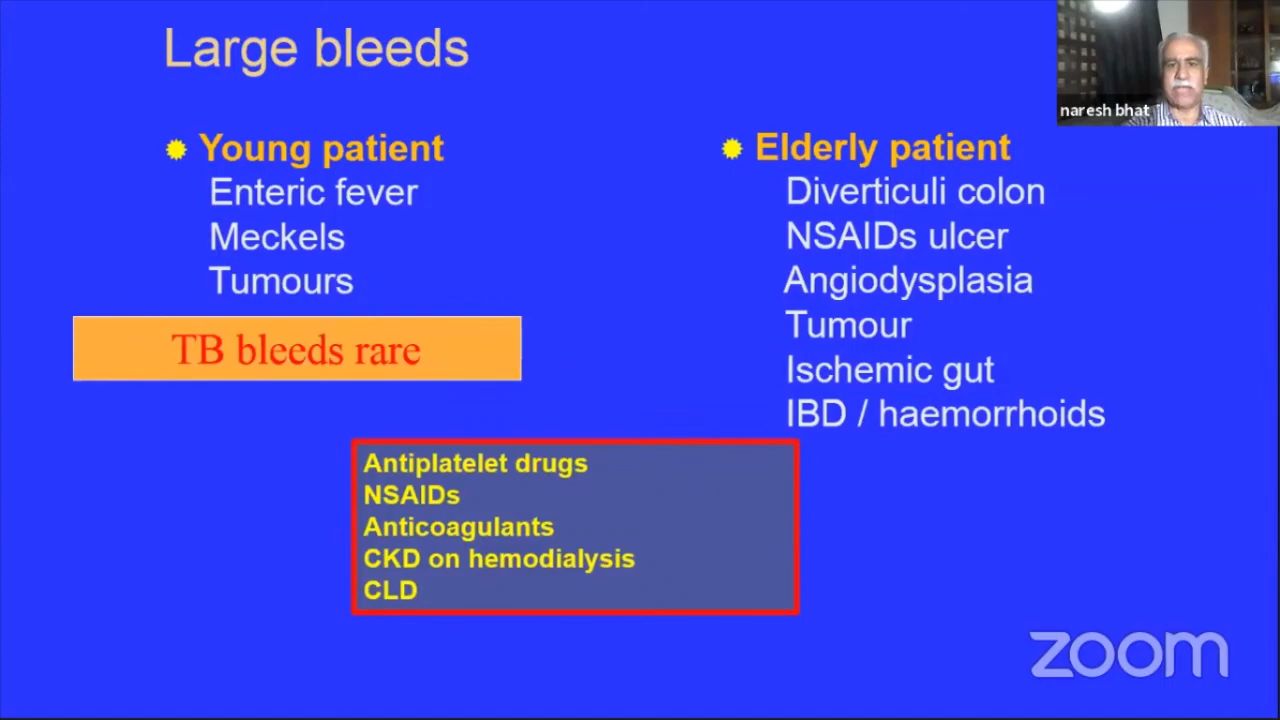 Large bleeds
naresh bhat
Young patient
Enteric fever
Meckels
Tumours
TB bleeds rare
Elderly patient
Diverticuli colon
NSAIDs ulcer
Angiodysplasia
Tumour
Ischemic gut
IBD / haemorrhoids
Antiplatelet drugs
NSAIDs
Anticoagulants
CKD on hemodialysis
CLD
zoom